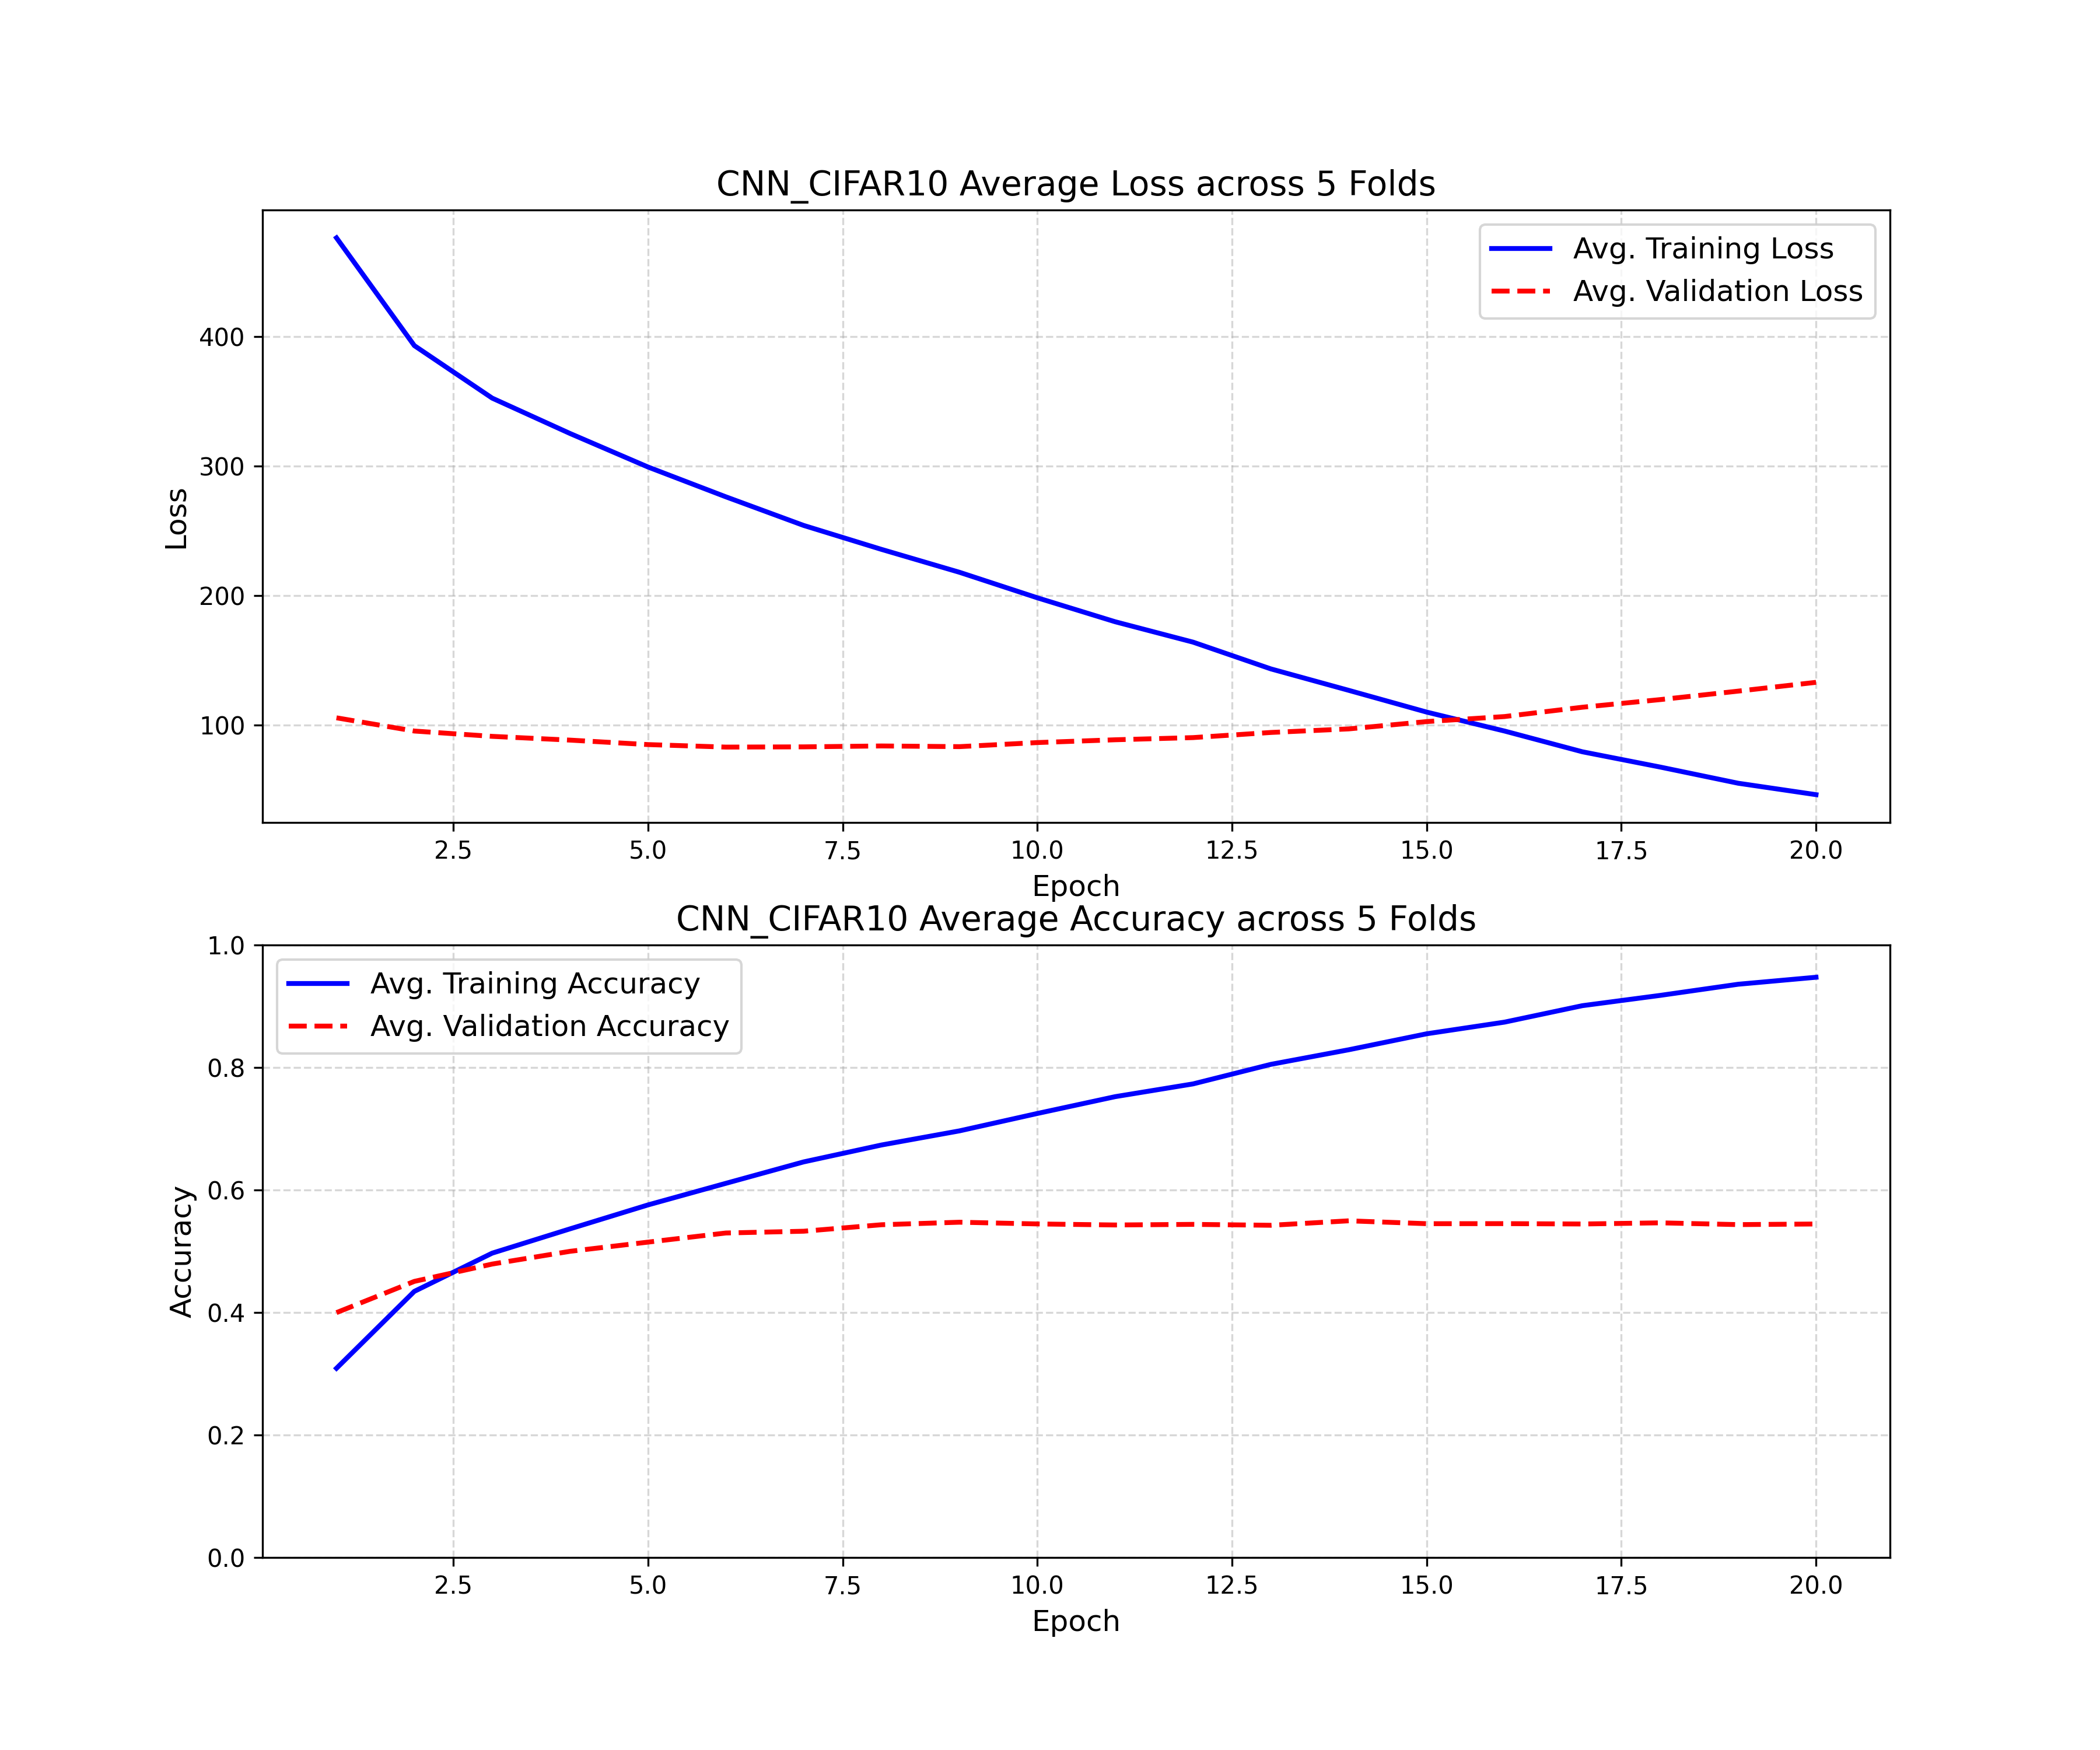 CNN_CIFAR10 Average Loss across 5 Folds
Avg. Training Loss
Avg. Validation Loss
400
300
200
100
Loss
2.5 5.0 7.5 10.0 12.5 15.0 17.5 20.0
Epoch
CNN_CIFAR10 Average Accuracy across 5 Folds
Avg. Training Accuracy
Avg. Validation Accuracy
1.0
0.8
0.6
0.4
0.2
0.0
Accuracy
2.5 5.0 7.5 10.0 12.5 15.0 17.5 20.0
Epoch